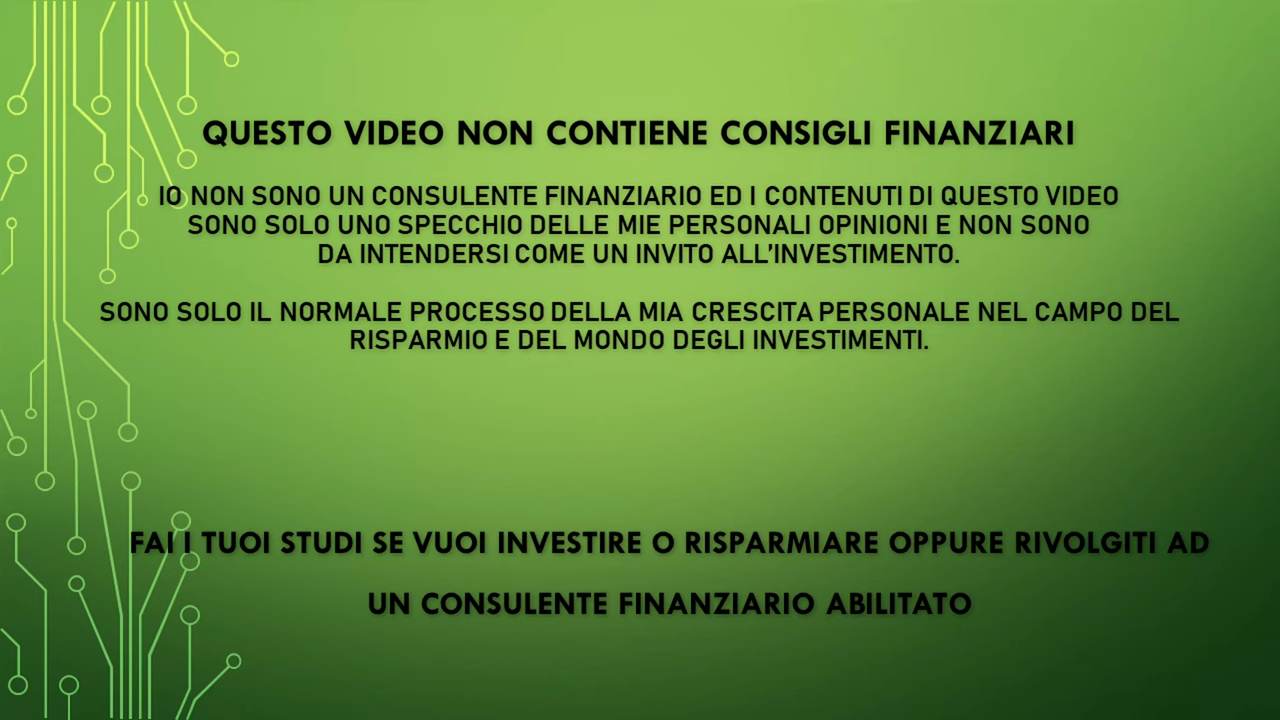 QUESTO VIDEO NON CONTIENE CONSIGLI FINANZIARI
IO NON SONO UN CONSULENTE FINANZIARIO ED I CONTENUTI DI QUESTO VIDEO
SONO SOLO UNO SPECCHIO DELLE MIE PERSONALI OPINIONI E NON SONO
DA INTENDERSI COME UN INVITO ALL'INVESTIMENTO.
SONO SOLO IL NORMALE PROCESSO DELLA MIA CRESCITA PERSONALE NEL CAMPO DEL
RISPARMIO E DEL MONDO DEGLI INVESTIMENTI.
FAI I TUOI STUDI SE VUOI INVESTIRE O RISPARMIARE OPPURE RIVOLGITI AD
UN CONSULENTE FINANZIARIO ABILITATO